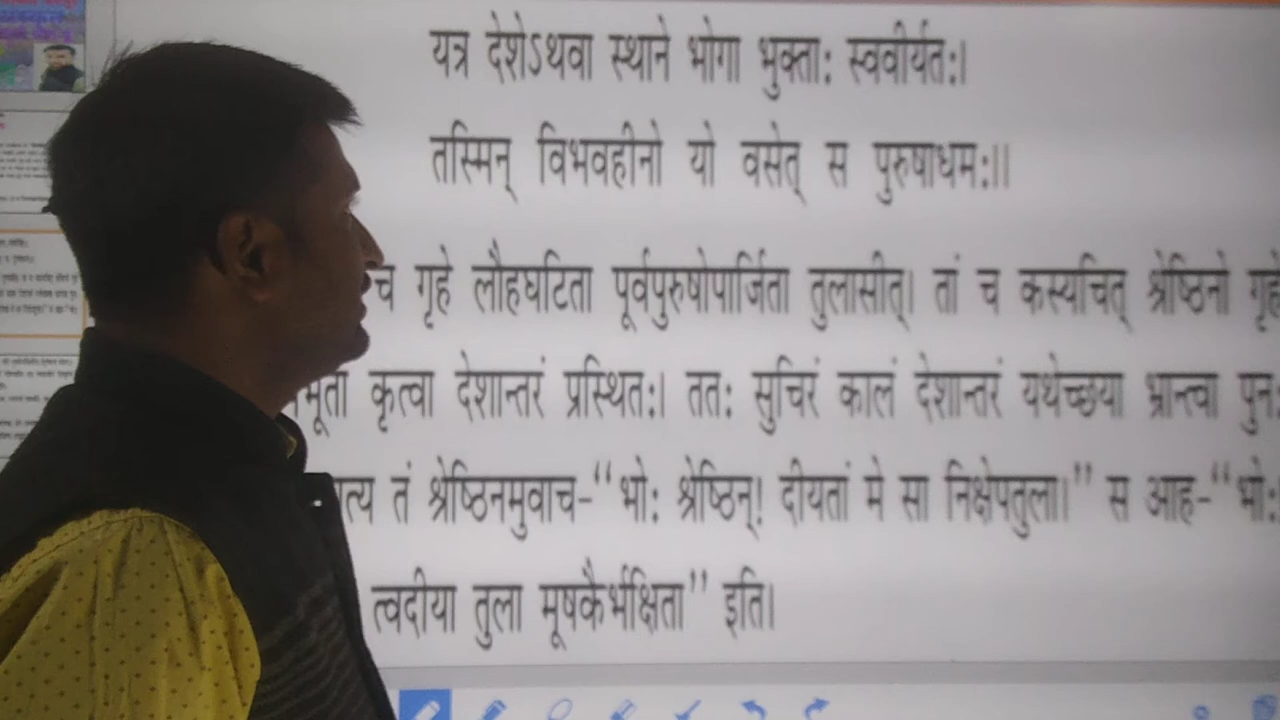 यत्र देशेऽथवा स्थाने भोगा भुक्ताः स्ववीर्यतः।
तस्मिन् विभवहीनो यो वसेत् स पुरुषाधमः।।
च गृहे लौहघटिता पूर्वपुरुषोपार्जिता तुलासीत्। तां च कस्यचित् श्रेष्ठिनो गृहे
कृत्वा देशान्तरं प्रस्थितः। ततः सुचिरं कालं देशान्तरं यथेच्छया भ्रान्त्वा पुनः
तं श्रेष्ठिनमुवाच-“भोः श्रेष्ठिन्! दीयतां मे सा निक्षेपतुला।” स आह-“भोः
त्वदीया तुला मूषकैर्भक्षिता” इति।